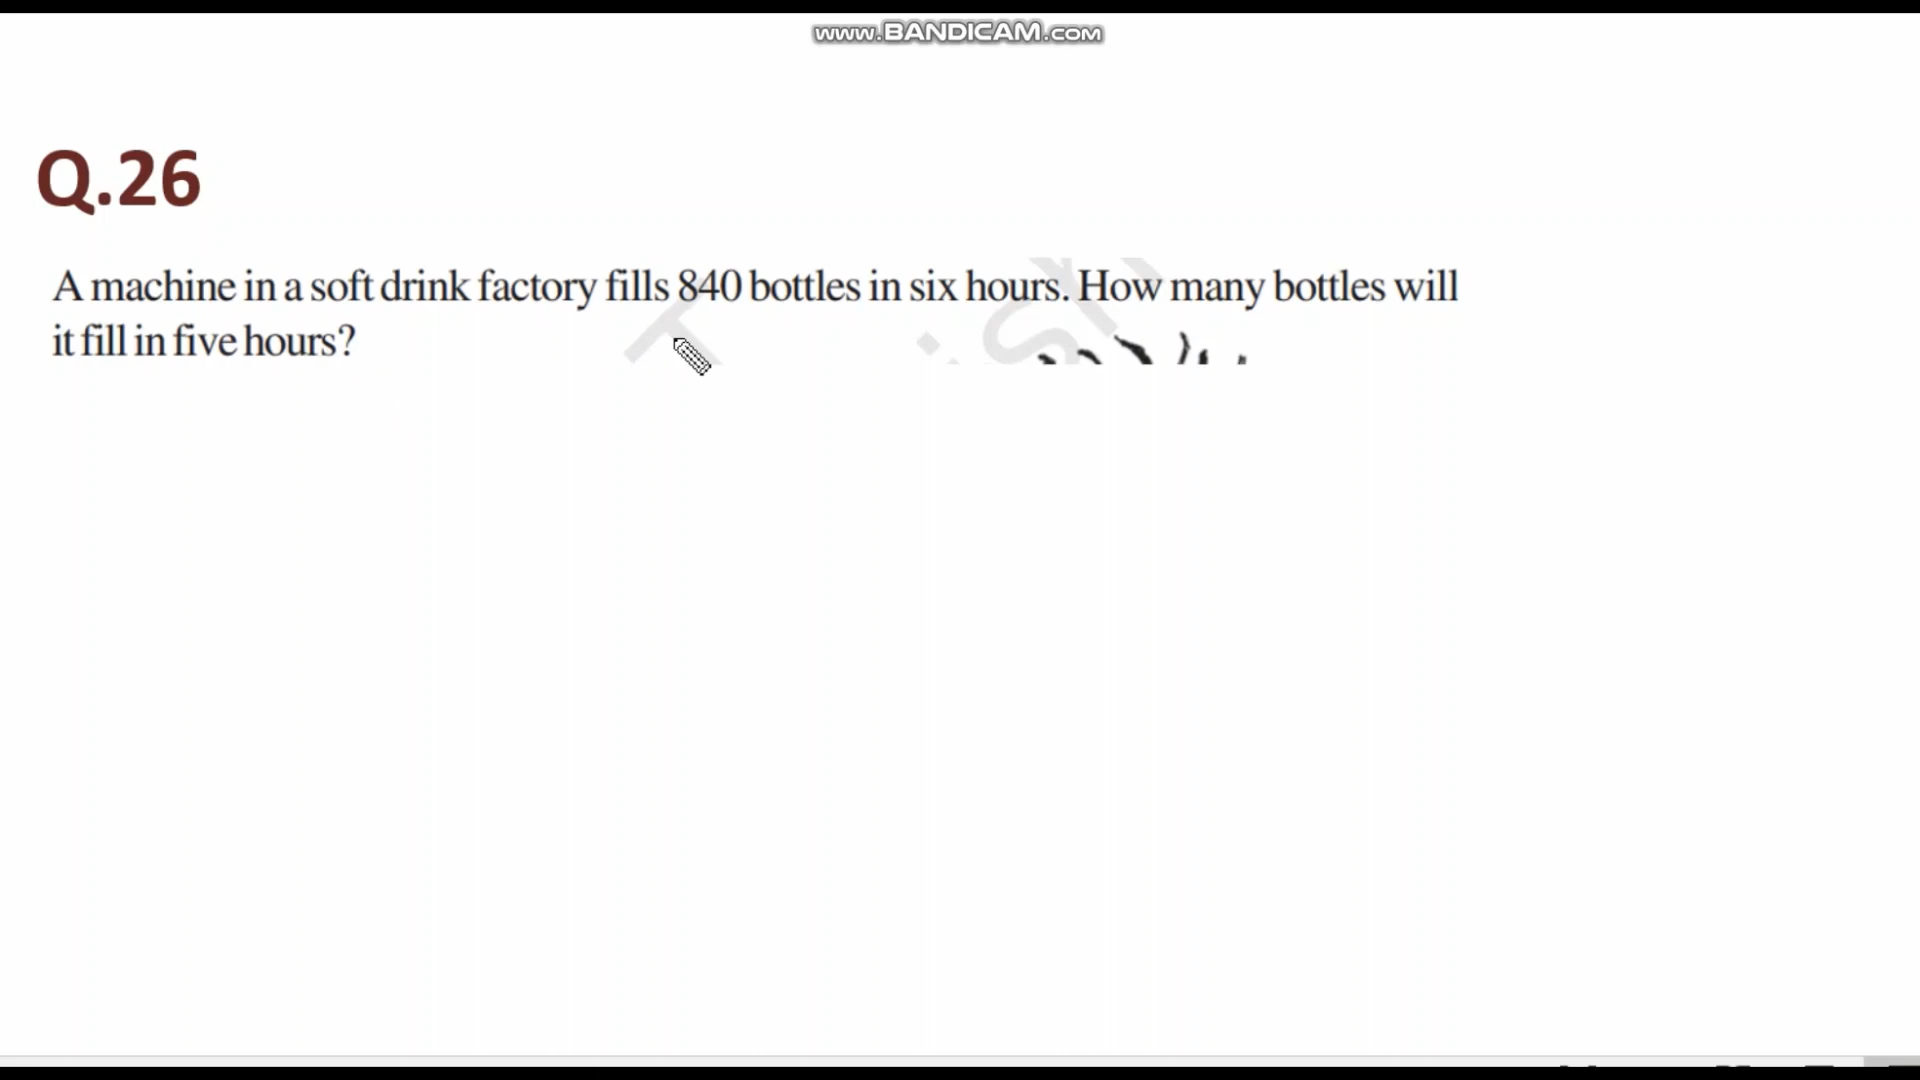 www.BANDICAM.com
Q.26
A machine in a soft drink factory fills 840 bottles in six hours. How many bottles will
it fill in five hours?